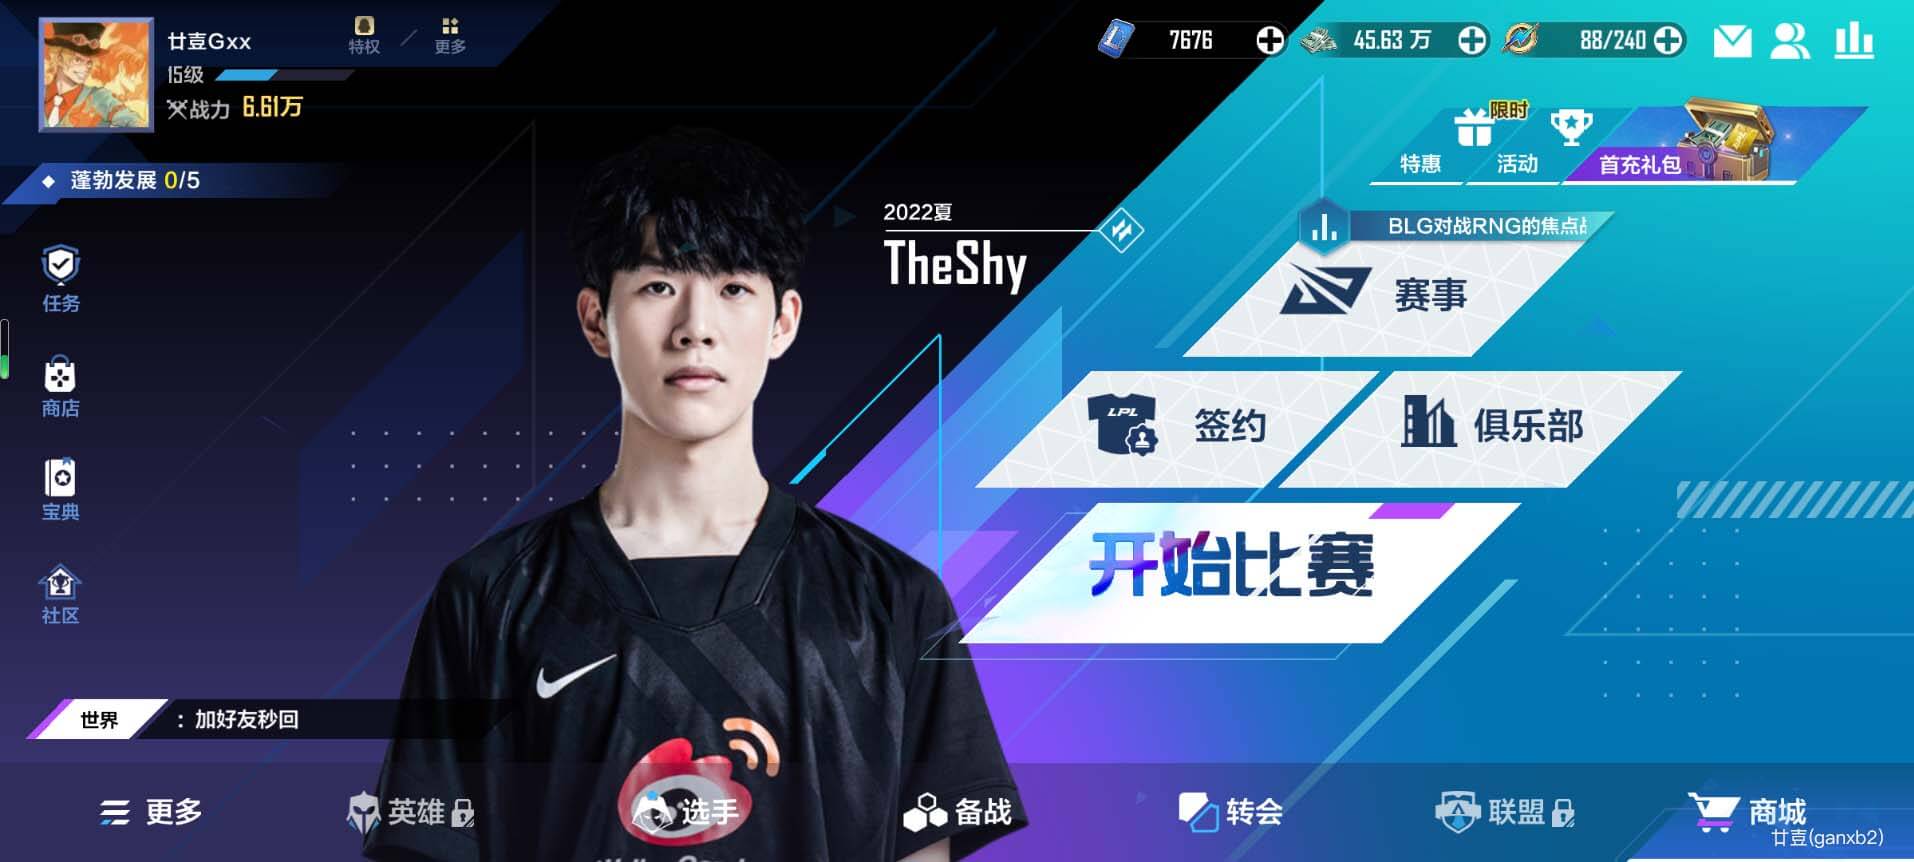 廿壴Gxx
特权
更多
7676
45.63 万
88/240
15级
战力 6.61万
限时
特惠
活动
首充礼包
蓬勃发展 0/5
2022夏
TheShy
BLG对战RNG的焦点
赛事
任务
商店
LPL
签约
俱乐部
宝典
开始比赛
社区
世界
：加好友秒回
更多
英雄
选手
备战
转会
联盟
商城
廿壴(ganxb2)